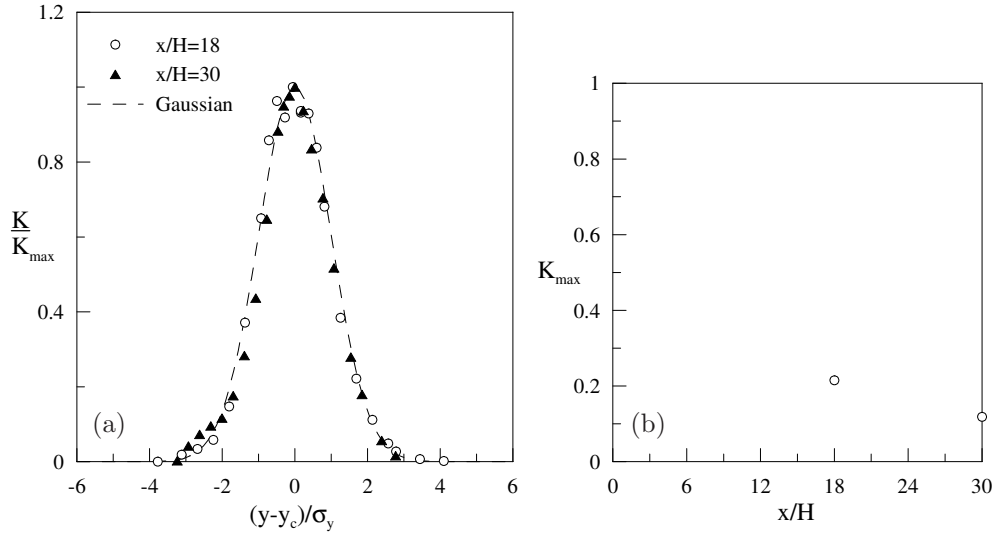 1.2
x/H=18
x/H=30
Gaussian
0.8
K
K_max
0.4
(a)
0
-6 -4 -2 0 2 4 6
(y-y_c)/σ_y
1
0.8
0.6
K_max
0.4
0.2
(b)
0
0 6 12 18 24 30
x/H